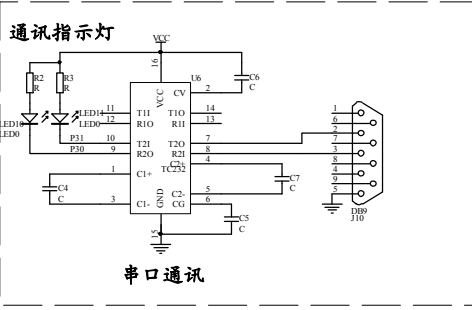 通讯指示灯
VCC
R2
R
R3
R
16
U6
C6
C
VCC
CV
2
LED11
11
T1I
T1O
14
LED0
12
R1O
R1I
13
LED10
LED0
P31
10
T2I
T2O
7
P30
9
R2O
R2I
8
C2+
4
TC232
1
C1+
C4
C
C7
C
C2-
5
3
C1-
GND
CG
6
C5
C
15
1
6
2
7
3
8
4
9
5
DB9
J10
串口通讯